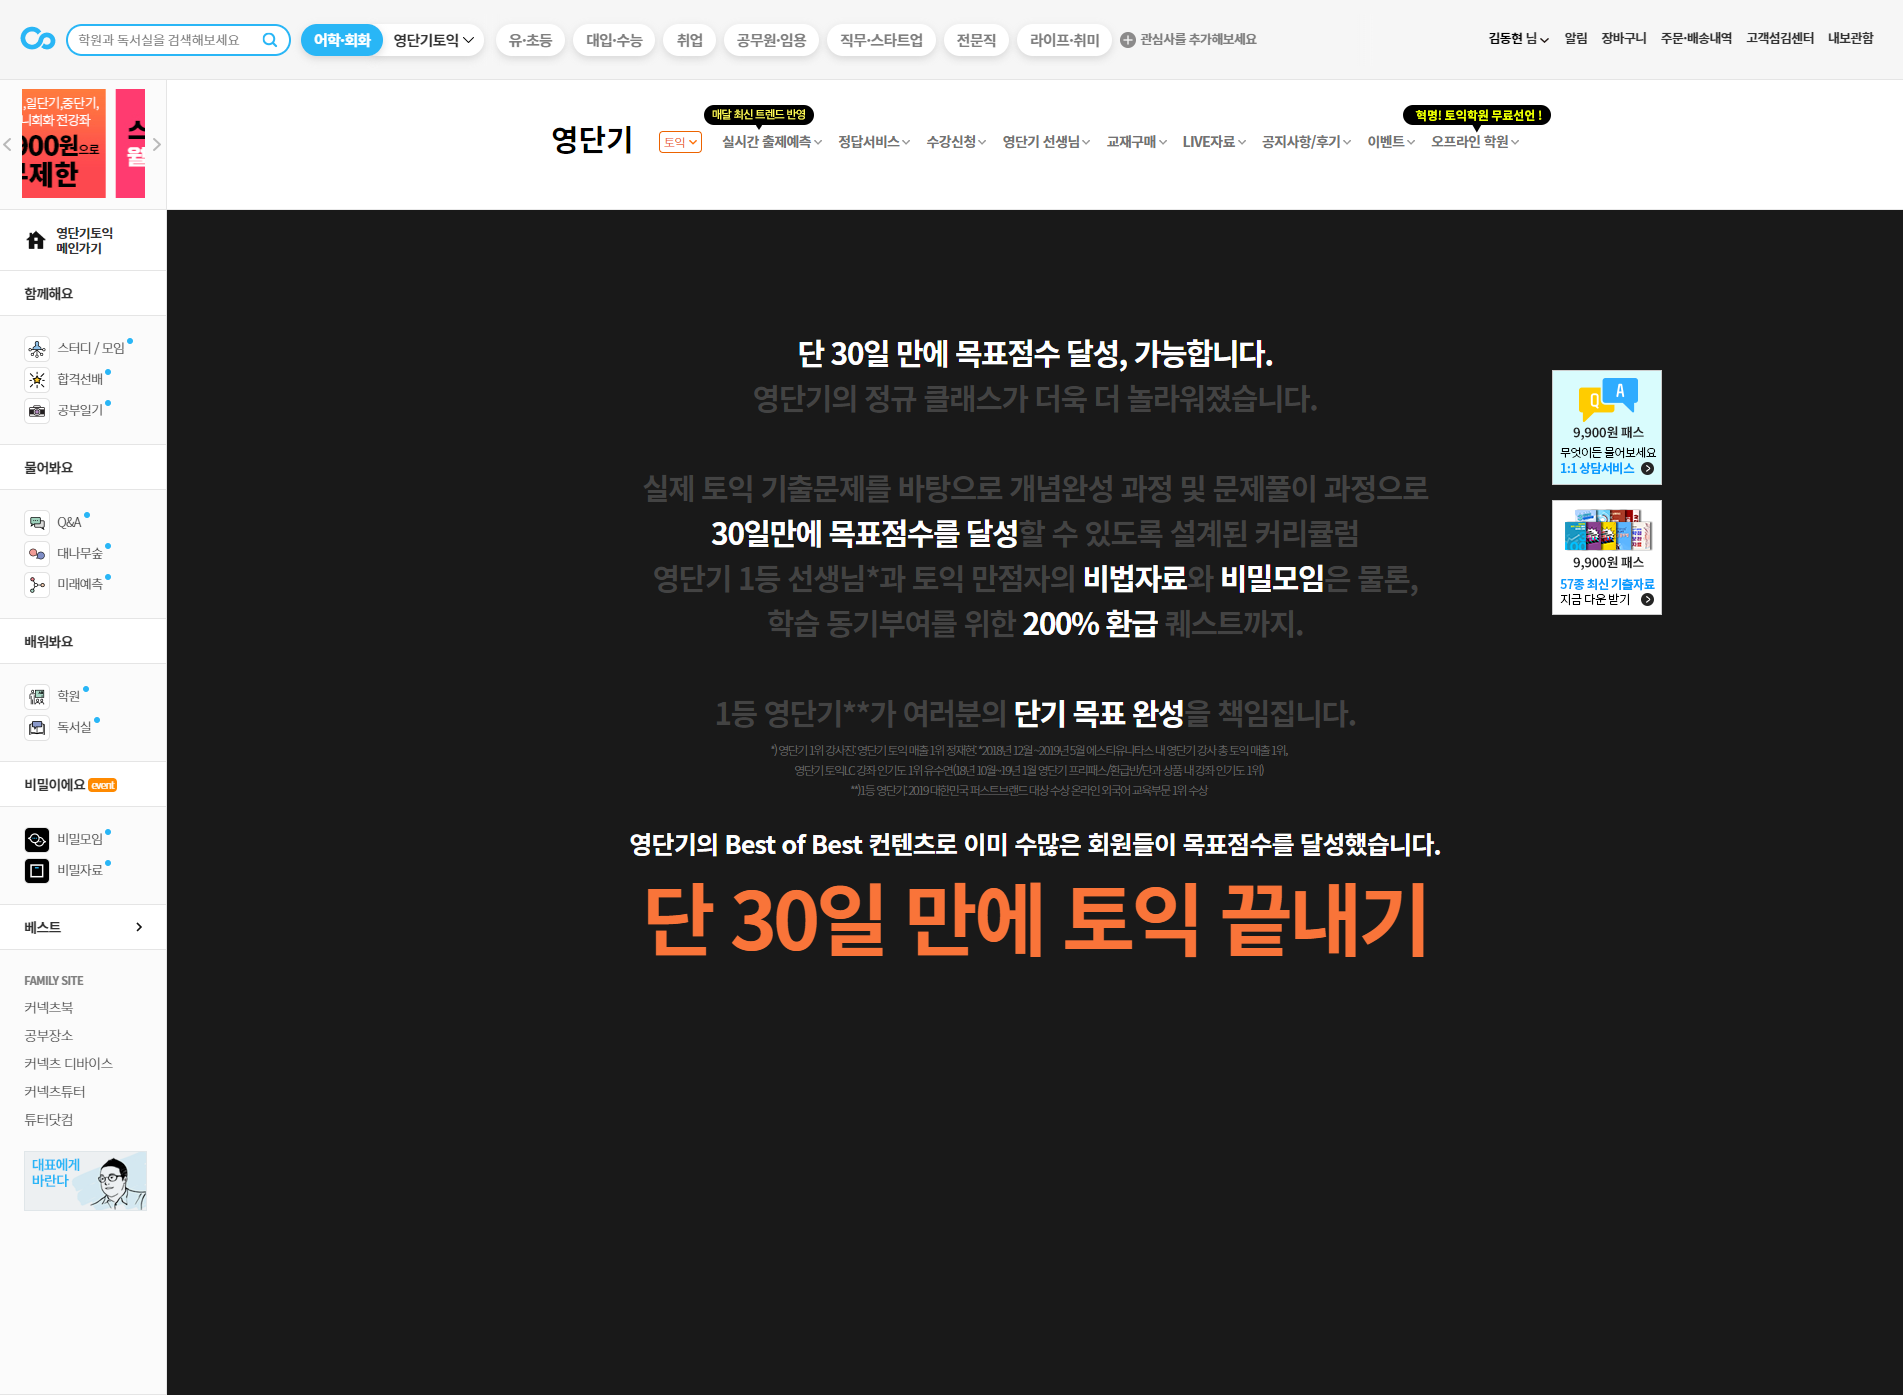 학원과 독서실을 검색해보세요
어학·회화
영단기토익
유·초등
대입·수능
취업
공무원·임용
직무·스타트업
전문직
라이프·취미
관심사를 추가해보세요
김동현 님
알림
장바구니
주문·배송내역
고객섬김센터
내보관함
,일단기,중단기,
니회화 전강좌
900원으로
무제한
영단기
토익
매달 최신 트렌드 반영
혁명! 토익학원 무료선언 !
실시간 출제예측
정답서비스
수강신청
영단기 선생님
교재구매
LIVE자료
공지사항/후기
이벤트
오프라인 학원
영단기토익
메인가기
함께해요
스터디 / 모임
합격선배
공부일기
물어봐요
Q&A
대나무숲
미래예측
배워봐요
학원
독서실
비밀이에요 event
비밀모임
비밀자료
베스트
FAMILY SITE
커넥츠북
공부장소
커넥츠 디바이스
커넥츠튜터
튜터닷컴
대표에게
바란다
단 30일 만에 목표점수 달성, 가능합니다.
영단기의 정규 클래스가 더욱 더 놀라워졌습니다.
실제 토익 기출문제를 바탕으로 개념완성 과정 및 문제풀이 과정으로
30일만에 목표점수를 달성할 수 있도록 설계된 커리큘럼
영단기 1등 선생님*과 토익 만점자의 비법자료와 비밀모임은 물론,
학습 동기부여를 위한 200% 환급 퀘스트까지.
1등 영단기**가 여러분의 단기 목표 완성을 책임집니다.
*) 영단기 1위 강사진: 영단기 토익 매출 1위 정재현: *2018년 12월 ~2019년 5월 에스티유니타스 내 영단기 강사 총 토익 매출 1위,
영단기 토익LC 강좌 인기도 1위 유수연(18년 10월~19년 1월 영단기 프리패스/환급반/단과 상품 내 강좌 인기도 1위)
**)1등 영단기: 2019 대한민국 퍼스트브랜드 대상 수상 온라인 외국어 교육부문 1위 수상
영단기의 Best of Best 컨텐츠로 이미 수많은 회원들이 목표점수를 달성했습니다.
단 30일 만에 토익 끝내기
Q A
9,900원 패스
무엇이든 물어보세요
1:1 상담서비스
9,900원 패스
57종 최신 기출자료
지금 다운 받기